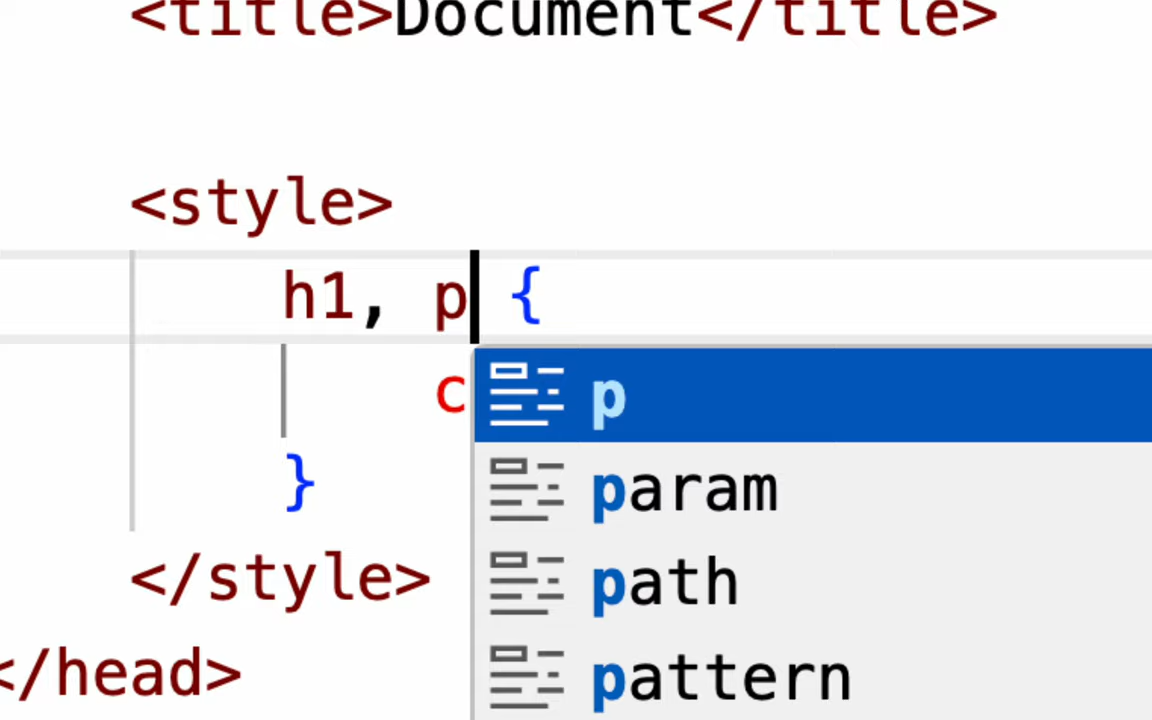 <title>Document</title>
<style>
h1, p {
c
}
</style>
</head>
p
param
path
pattern